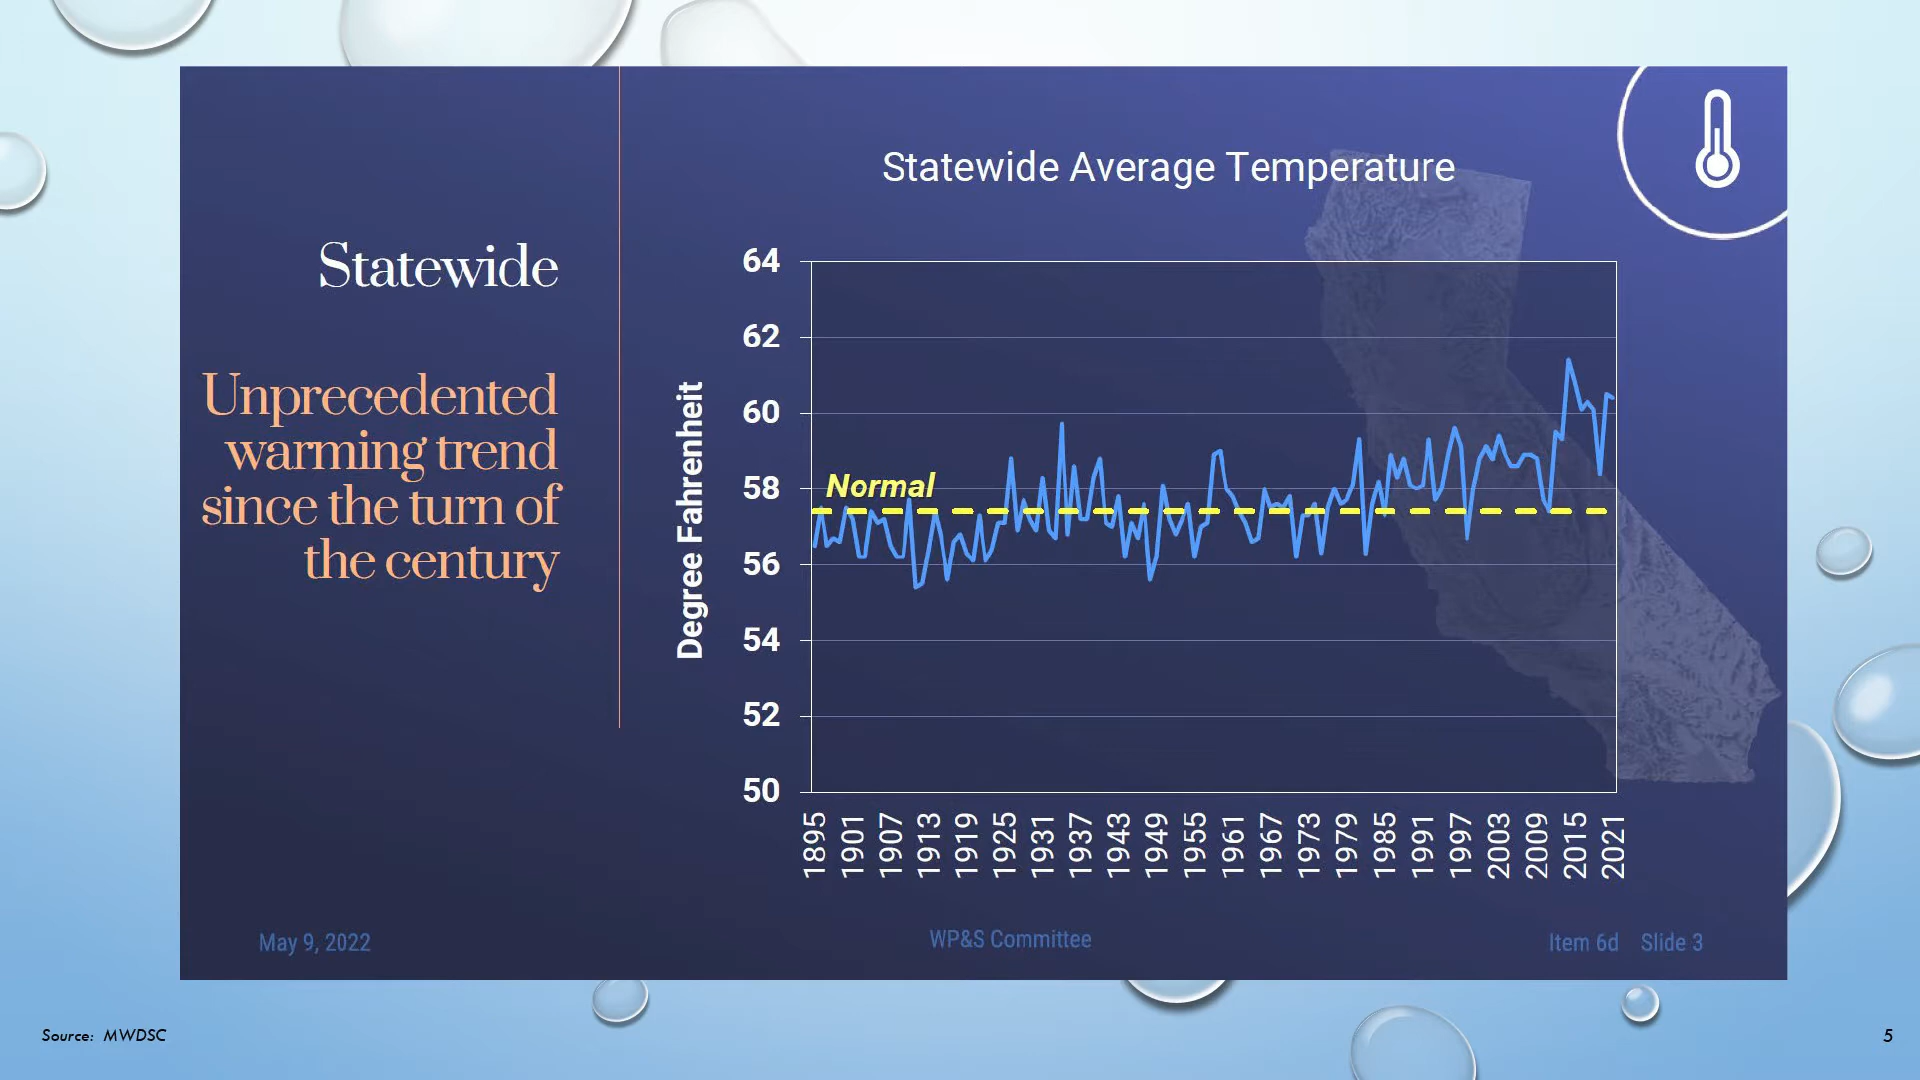 Statewide Average Temperature
Statewide
Unprecedented
warming trend
since the turn of
the century
Degree Fahrenheit
64
62
60
58
56
54
52
50
Normal
1895 1901 1907 1913 1919 1925 1931 1937 1943 1949 1955 1961 1967 1973 1979 1985 1991 1997 2003 2009 2015 2021
May 9, 2022
WP&S Committee
Item 6d Slide 3
Source: MWDSC
5